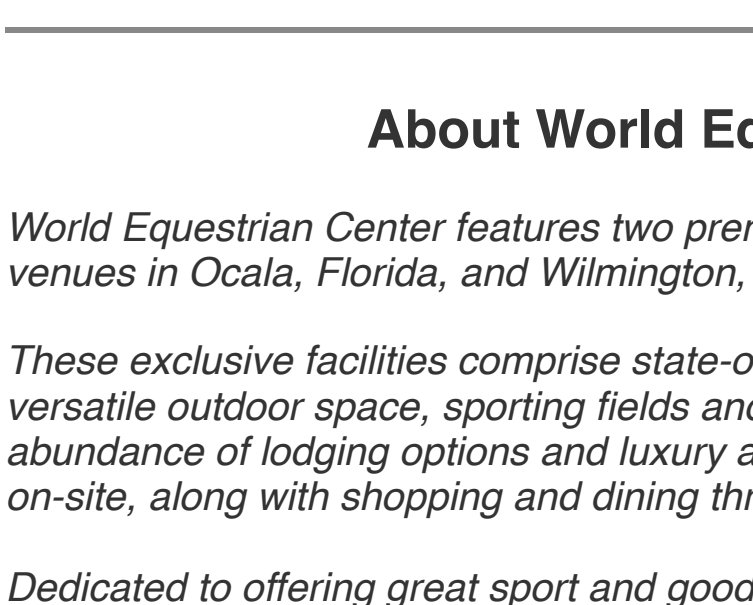 About World
World Equestrian Center features two
venues in Ocala, Florida, and Wilmington,
These exclusive facilities comprise
versatile outdoor space, sporting fields
abundance of lodging options and luxury
on-site, along with shopping and dining
Dedicated to offering great sport and good